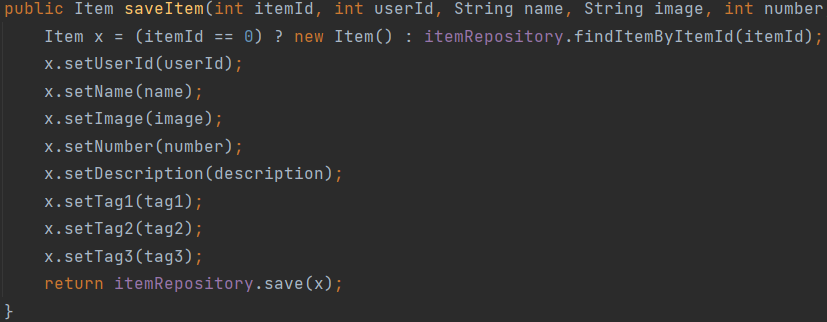 public Item saveItem(int itemId, int userId, String name, String image, int number
    Item x = (itemId == 0) ? new Item() : itemRepository.findItemByItemId(itemId);
    x.setUserId(userId);
    x.setName(name);
    x.setImage(image);
    x.setNumber(number);
    x.setDescription(description);
    x.setTag1(tag1);
    x.setTag2(tag2);
    x.setTag3(tag3);
    return itemRepository.save(x);
}